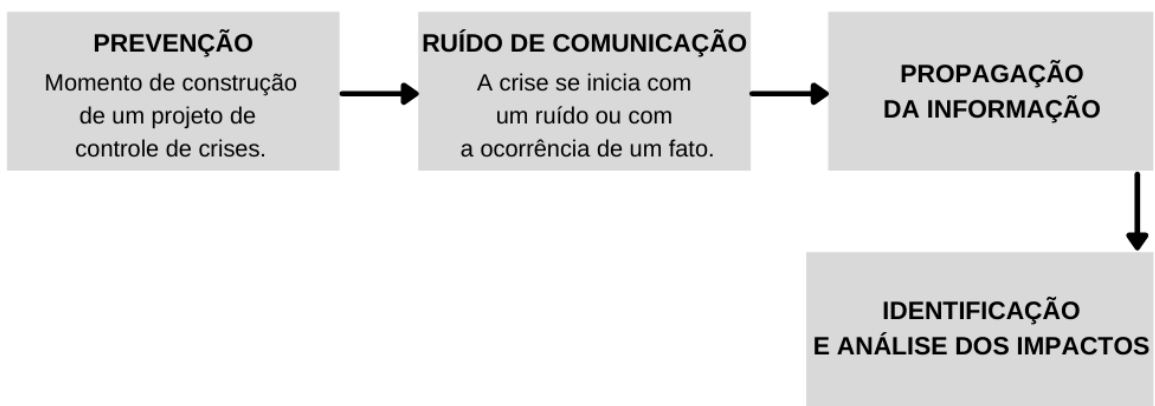 PREVENÇÃO
Momento de construção
de um projeto de
controle de crises.
RUÍDO DE COMUNICAÇÃO
A crise se inicia com
um ruído ou com
a ocorrência de um fato.
PROPAGAÇÃO
DA INFORMAÇÃO
IDENTIFICAÇÃO
E ANÁLISE DOS IMPACTOS